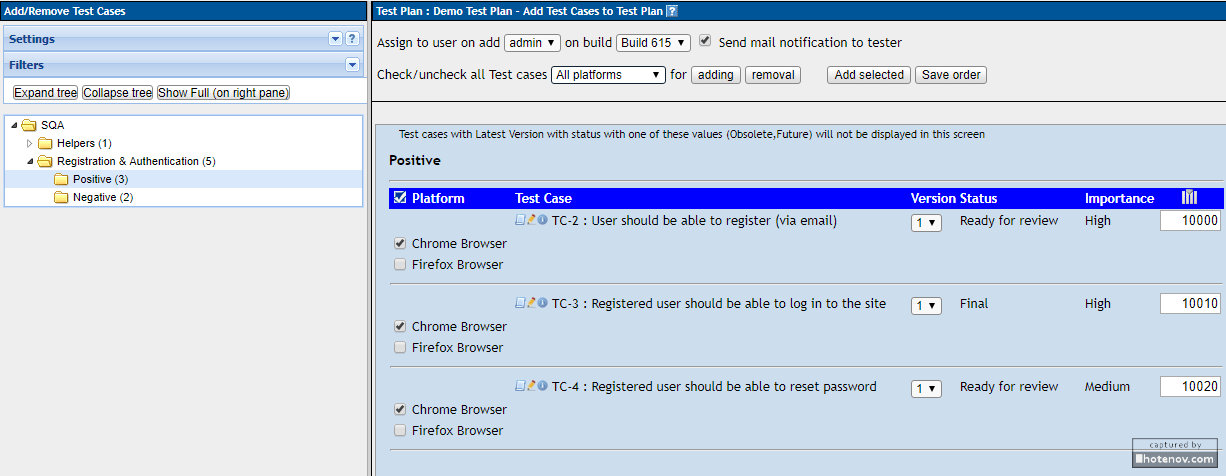 Add/Remove Test Cases
Settings
Filters
Expand tree Collapse tree Show Full (on right pane)
SQA
Helpers (1)
Registration & Authentication (5)
Positive (3)
Negative (2)
Test Plan : Demo Test Plan - Add Test Cases to Test Plan ?
Assign to user on add admin on build Build 615 Send mail notification to tester
Check/uncheck all Test cases All platforms for adding removal Add selected Save order
Test cases with Latest Version with status with one of these values (Obsolete,Future) will not be displayed in this screen
Positive
Platform Test Case Version Status Importance
TC-2 : User should be able to register (via email) 1 Ready for review High 10000
Chrome Browser
Firefox Browser
TC-3 : Registered user should be able to log in to the site 1 Final High 10010
Chrome Browser
Firefox Browser
TC-4 : Registered user should be able to reset password 1 Ready for review Medium 10020
Chrome Browser
Firefox Browser
captured by
hotenov.com